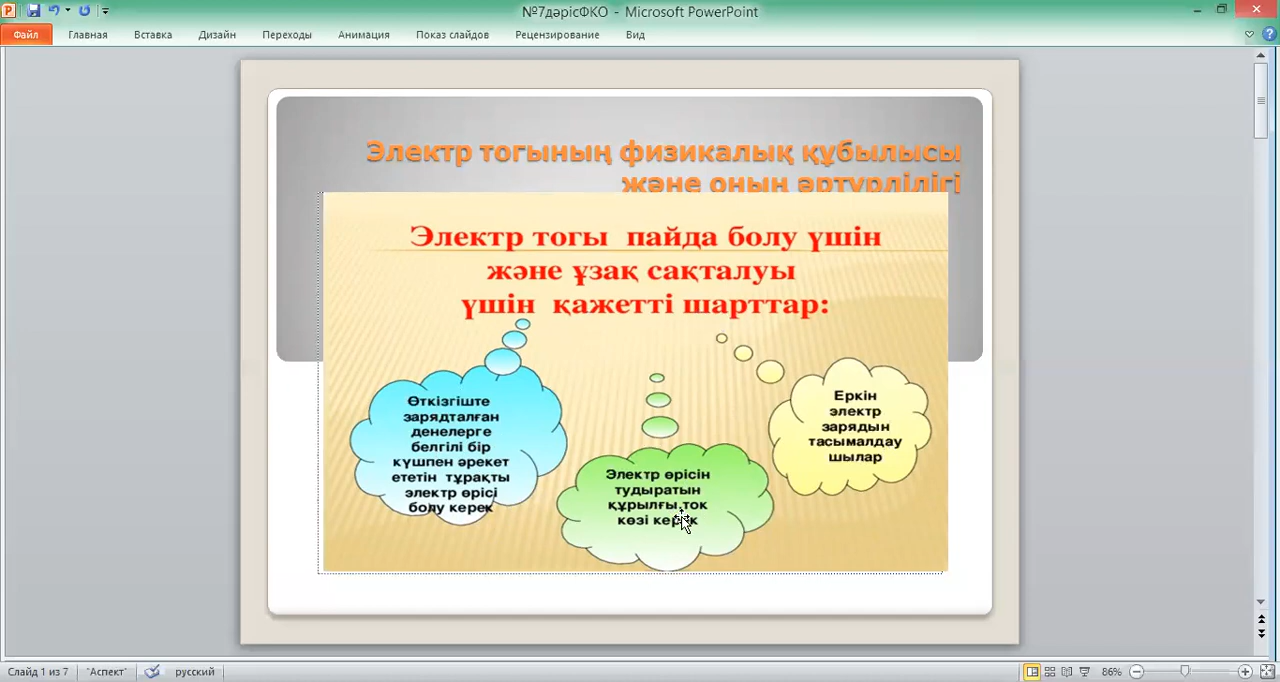 №7дәрісФКО - Microsoft PowerPoint
Файл Главная Вставка Дизайн Переходы Анимация Показ слайдов Рецензирование Вид
Электр тогының физикалық құбылысы
және оның әртүрлілігі
Электр тогы пайда болу үшін
және ұзақ сақталуы
үшін қажетті шарттар:
Өткізгіште
зарядталған
денелерге
белгілі бір
күшпен әрекет
ететін тұрақты
электр өрісі
болу керек
Электр өрісін
тудыратын
құрылғы,ток
көзі керек
Еркін
электр
зарядын
тасымалдау
шылар
Слайд 1 из 7 "Аспект" русский 86%